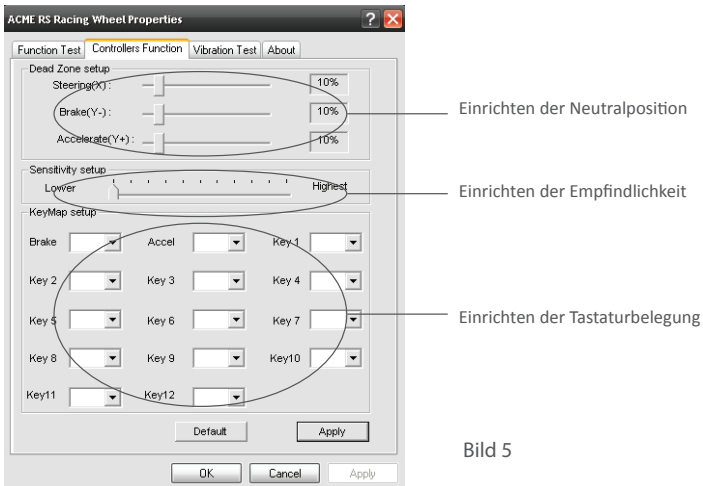 ACME RS Racing Wheel Properties
Function Test Controllers Function Vibration Test About
Dead Zone setup
Steering(X): 10%
Brake(Y-): 10%
Accelerate(Y+): 10%
Einrichten der Neutralposition
Sensitivity setup
Lower Highest
Einrichten der Empfindlichkeit
KeyMap setup
Brake Accel Key 1
Key 2 Key 3 Key 4
Key 5 Key 6 Key 7
Einrichten der Tastaturbelegung
Key 8 Key 9 Key10
Key11 Key12
Default Apply
Bild 5
OK Cancel Apply